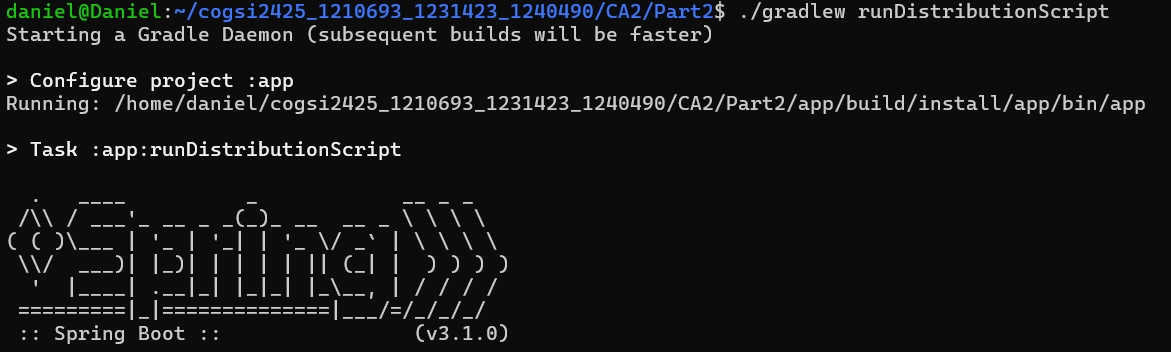 daniel@Daniel:~/cogsi2425_1210693_1231423_1240490/CA2/Part2$ ./gradlew runDistributionScript
Starting a Gradle Daemon (subsequent builds will be faster)

> Configure project :app
Running: /home/daniel/cogsi2425_1210693_1231423_1240490/CA2/Part2/app/build/install/app/bin/app

> Task :app:runDistributionScript

  .   ____          _            __ _ _
 /\\ / ___'_ __ _ _(_)_ __  __ _ \ \ \ \
( ( )\___ | '_ | '_| | '_ \/ _` | \ \ \ \
 \\/  ___)| |_)| | | | | || (_| |  ) ) ) )
  '  |____| .__|_| |_|_| |_\__, | / / / /
 =========|_|==============|___/=/_/_/_/
 :: Spring Boot ::                (v3.1.0)